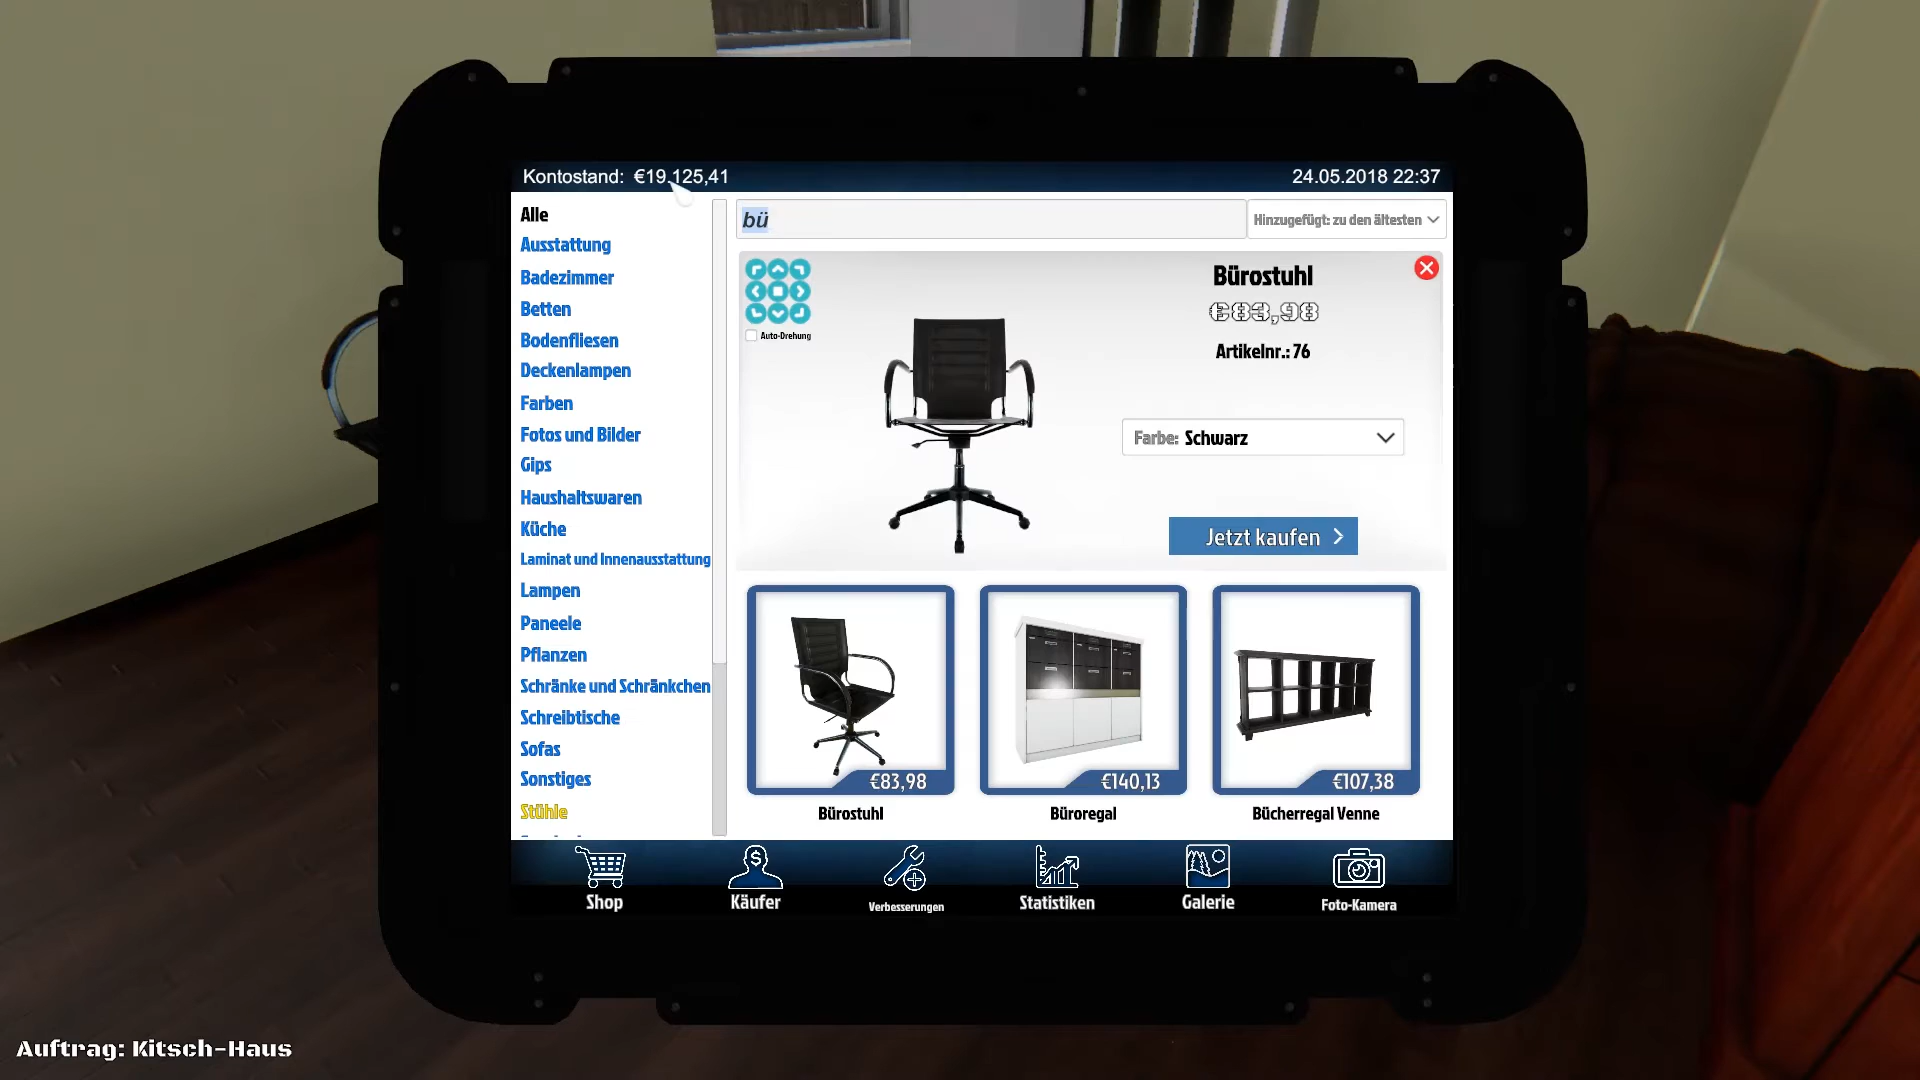 Kontostand: €19.125,41
24.05.2018 22:37
Alle
Ausstattung
Badezimmer
Betten
Bodenfliesen
Deckenlampen
Farben
Fotos und Bilder
Gips
Haushaltswaren
Küche
Laminat und Innenausstattung
Lampen
Paneele
Pflanzen
Schränke und Schränkchen
Schreibtische
Sofas
Sonstiges
Stühle
bü
Hinzugefügt: zu den ältesten
Auto-Drehung
Bürostuhl
€83,98
Artikelnr.: 76
Farbe: Schwarz
Jetzt kaufen
€83,98
€140,13
€107,38
Bürostuhl
Büroregal
Bücherregal Venne
Shop
Käufer
Verbesserungen
Statistiken
Galerie
Foto-Kamera
Auftrag: Kitsch-Haus